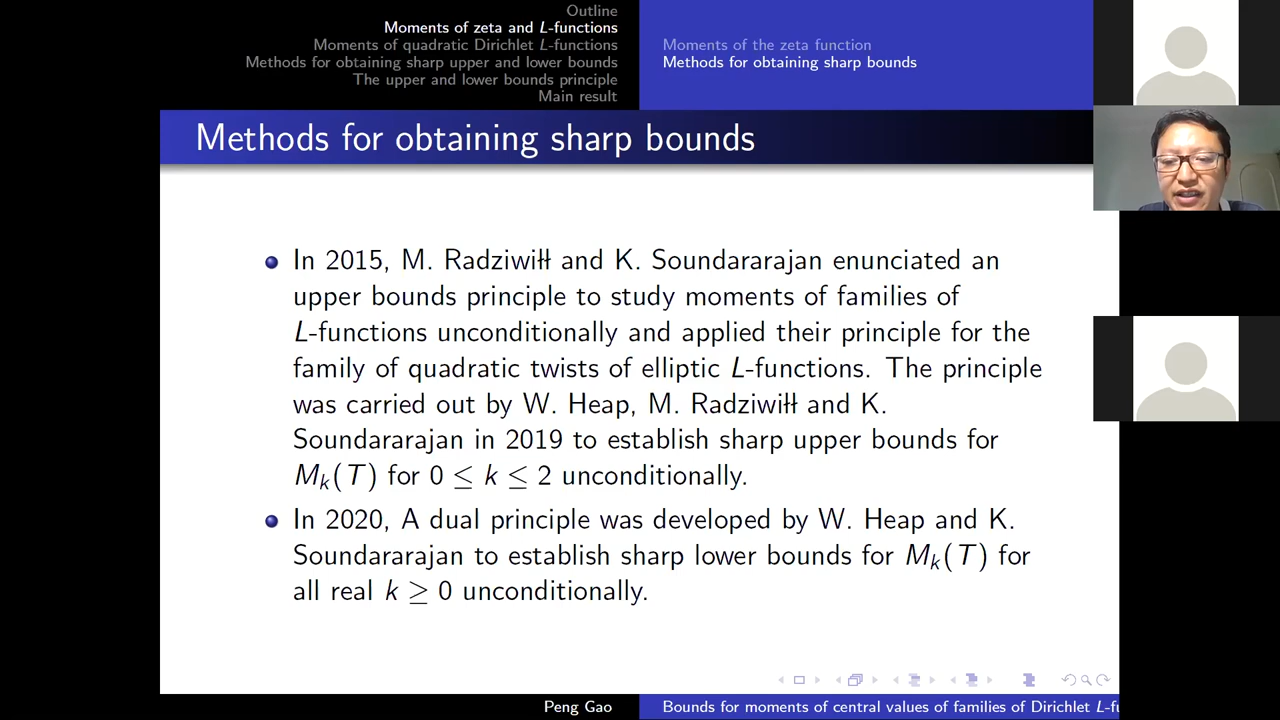 Outline
Moments of zeta and L-functions
Moments of quadratic Dirichlet L-functions
Methods for obtaining sharp upper and lower bounds
The upper and lower bounds principle
Main result
Moments of the zeta function
Methods for obtaining sharp bounds
Methods for obtaining sharp bounds
In 2015, M. Radziwiłł and K. Soundararajan enunciated an
upper bounds principle to study moments of families of
L-functions unconditionally and applied their principle for the
family of quadratic twists of elliptic L-functions. The principle
was carried out by W. Heap, M. Radziwiłł and K.
Soundararajan in 2019 to establish sharp upper bounds for
M_k(T) for 0 ≤ k ≤ 2 unconditionally.
In 2020, A dual principle was developed by W. Heap and K.
Soundararajan to establish sharp lower bounds for M_k(T) for
all real k ≥ 0 unconditionally.
Peng Gao
Bounds for moments of central values of families of Dirichlet L-fu